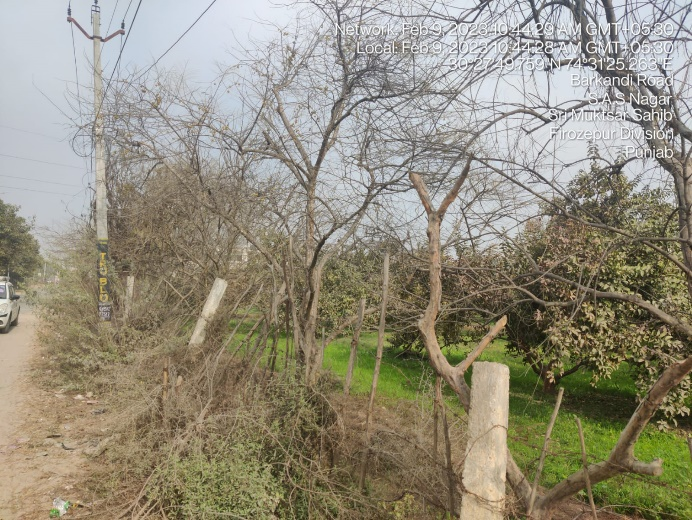 Network: Feb 9, 2023 10:44:29 AM GMT+05:30
Local: Feb 9, 2023 10:44:28 AM GMT+05:30
30°27'49.759"N 74°31'25.263"E
Barkandi Road
S.A.S Nagar
Sri Muktsar Sahib
Firozepur Division
Punjab